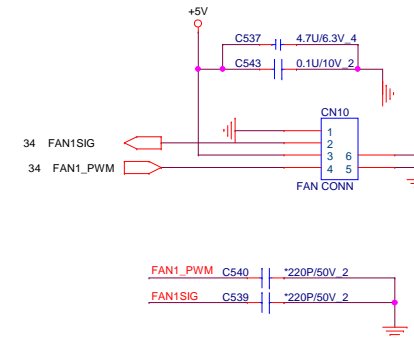 +5V
C537 4.7U/6.3V_4
C543 0.1U/10V_2
CN10
34 FAN1SIG
34 FAN1_PWM
1
2
3 6
4 5
FAN CONN
FAN1_PWM C540 *220P/50V_2
FAN1SIG C539 *220P/50V_2